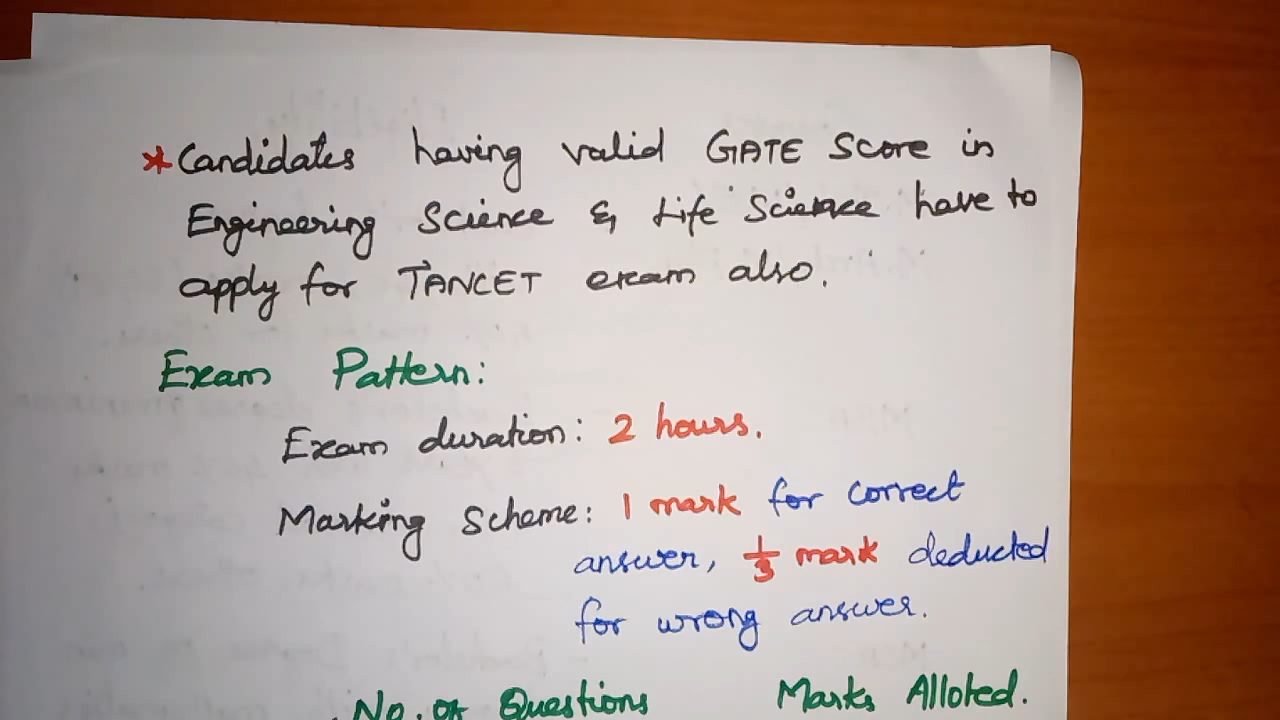 *Candidates having valid GATE Score in
Engineering Science & Life Science have to
apply for TANCET exam also.
Exam Pattern:
Exam duration: 2 hours.
Marking Scheme: 1 mark for correct
answer, 1/3 mark deducted
for wrong answer.
No. of Questions Marks Alloted.